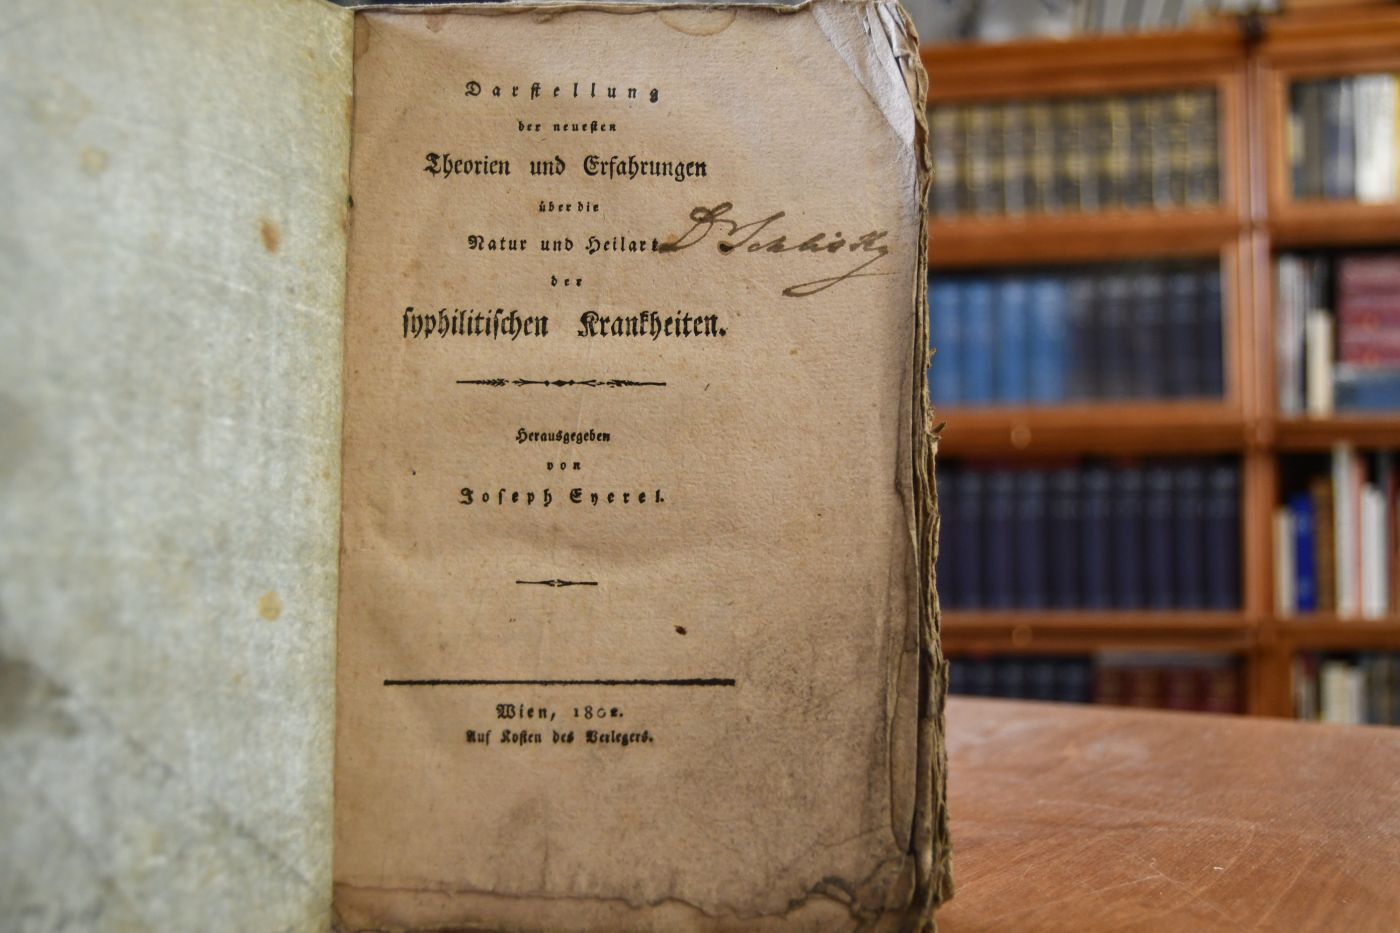 Darſtellung
der neueſten
Theorien und Erfahrungen
über die
Natur und Heilart
der
ſyphilitiſchen Krankheiten.
Herausgegeben
von
Joſeph Eyerel.
Wien, 1802.
Auf Koſten des Verlegers.